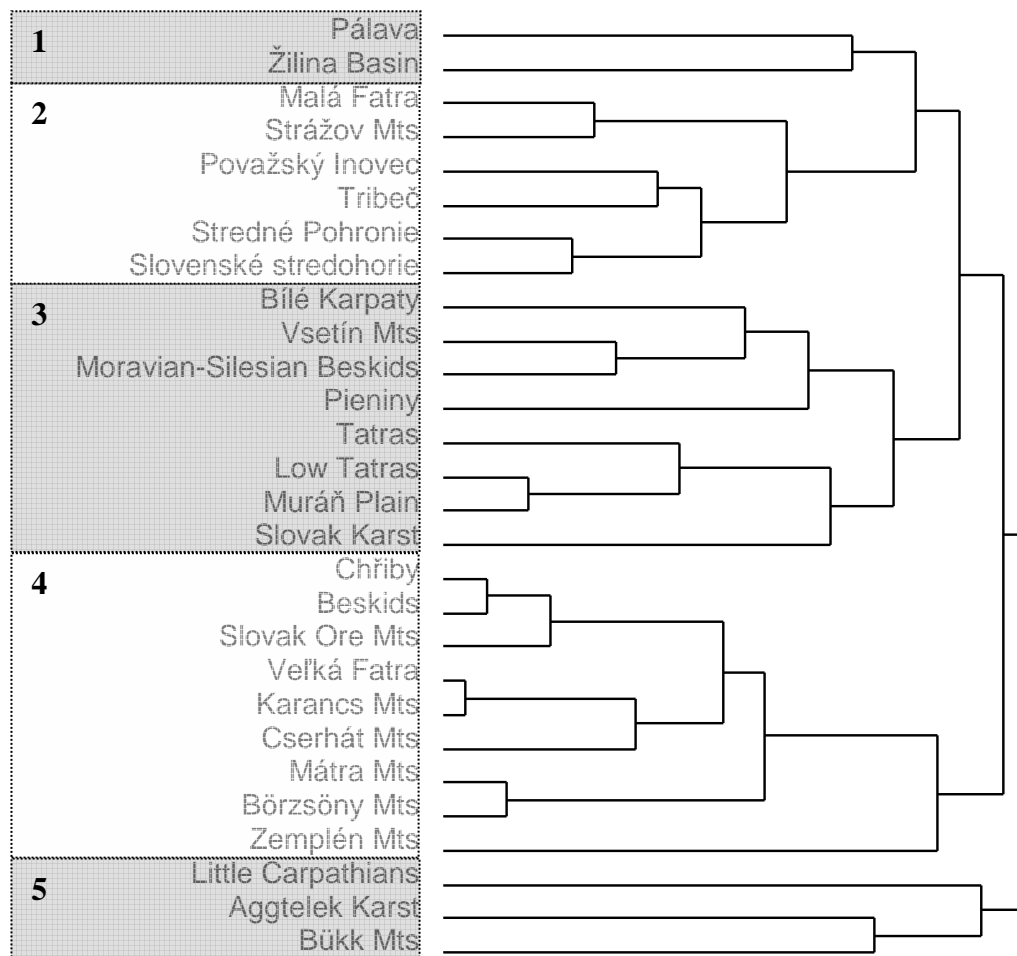 1
Pálava
Žilina Basin
2
Malá Fatra
Strážov Mts
Považský Inovec
Tribeč
Stredné Pohronie
Slovenské stredohorie
3
Bílé Karpaty
Vsetín Mts
Moravian-Silesian Beskids
Pieniny
Tatras
Low Tatras
Muráň Plain
Slovak Karst
4
Chřiby
Beskids
Slovak Ore Mts
Veľká Fatra
Karancs Mts
Cserhát Mts
Mátra Mts
Börzsöny Mts
Zemplén Mts
5
Little Carpathians
Aggtelek Karst
Bükk Mts